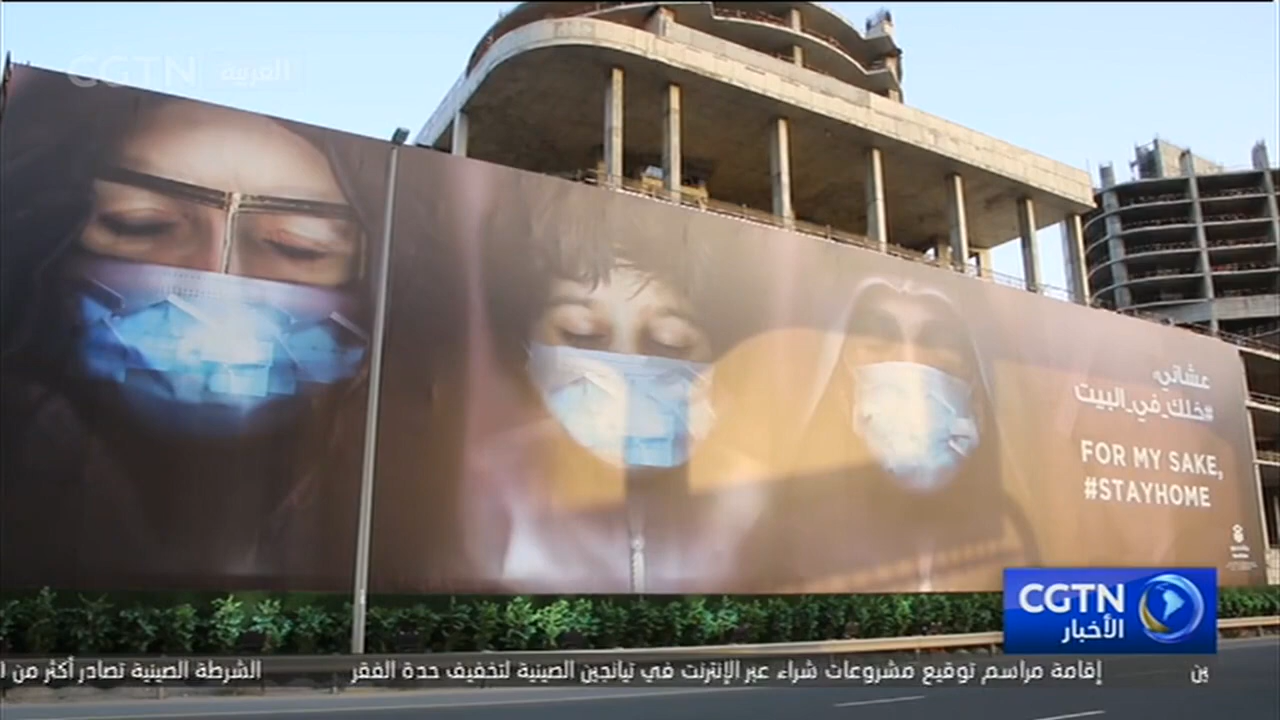 CGTN العربية
عشاني،
#خلك_في_البيت
FOR MY SAKE,
#STAYHOME
CGTN
الأخبار
ين إقامة مراسم توقيع مشروعات شراء عبر الإنترنت في تيانجين الصينية لتخفيف حدة الفقر الشرطة الصينية تصادر أكثر من